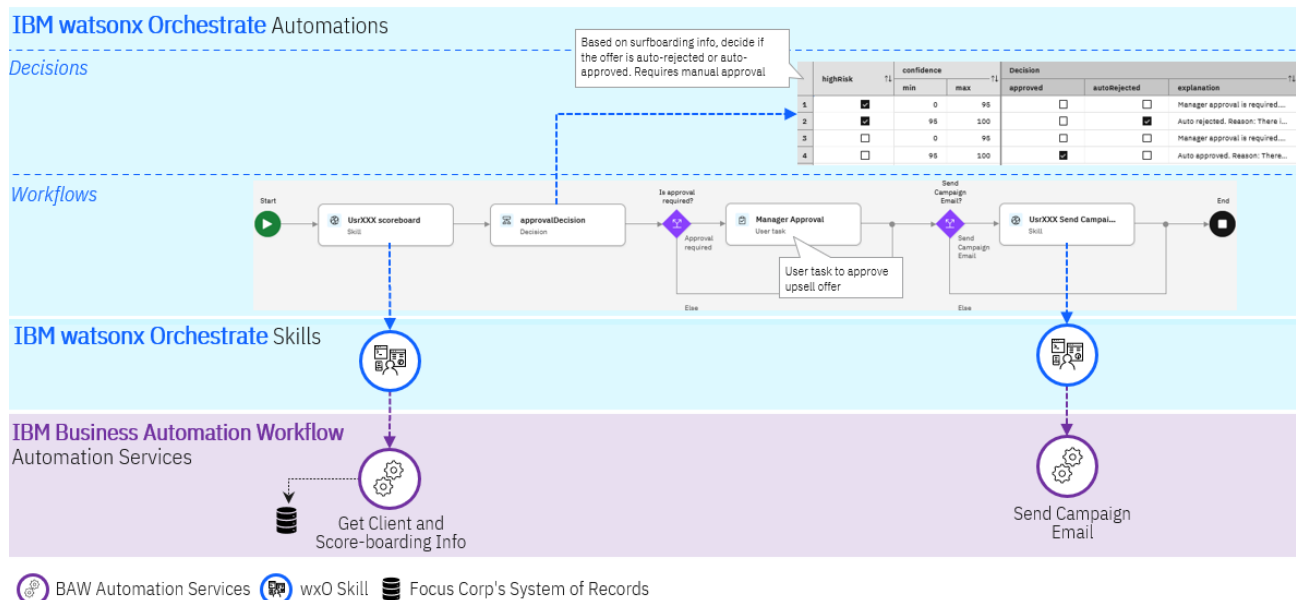 IBM watsonx Orchestrate Automations
Decisions
Based on surfboarding info, decide if
the offer is auto-rejected or auto-
approved. Requires manual approval
highRisk
confidence
Decision
min
max
approved
autoRejected
explanation
1
0
95
Manager approval is required....
2
95
100
Auto rejected. Reason: There i...
3
0
95
Manager approval is required....
4
95
100
Auto approved. Reason: There...
Workflows
Start
UsrXXX scoreboard
Skill
approvalDecision
Decision
Is approval
required?
Approval
required
Else
Manager Approval
User task
User task to approve
upsell offer
Send
Campaign
Email?
Send
Campaign
Email
Else
UsrXXX Send Campai...
Skill
End
IBM watsonx Orchestrate Skills
IBM Business Automation Workflow
Automation Services
Get Client and
Score-boarding Info
Send Campaign
Email
BAW Automation Services
wxO Skill
Focus Corp's System of Records